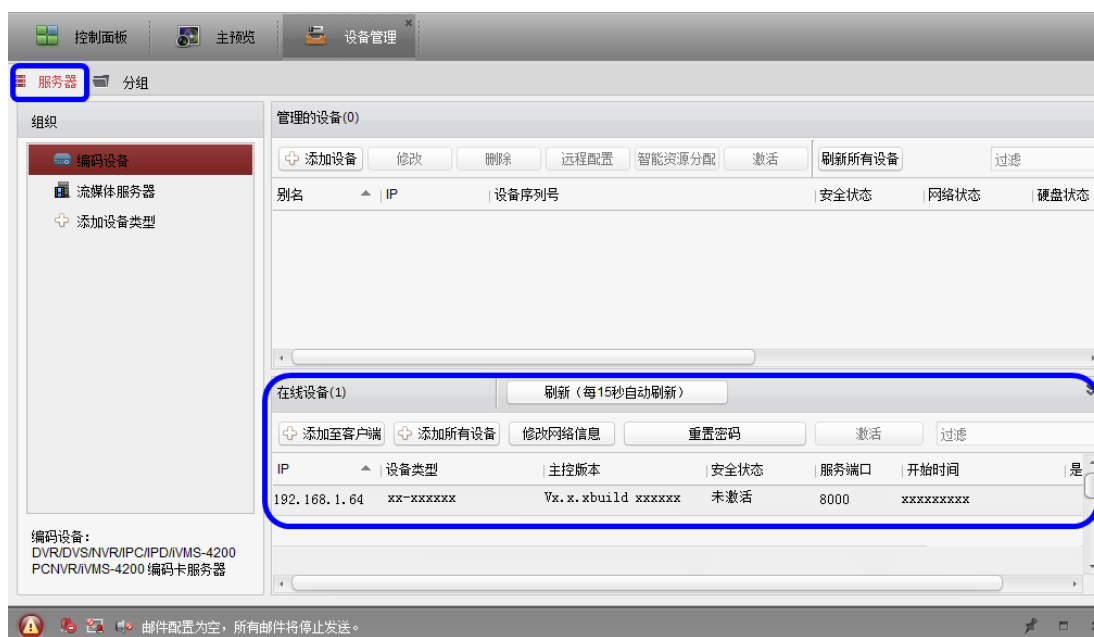 控制面板 主预览 设备管理
服务器 分组
组织
编码设备
流媒体服务器
添加设备类型
管理的设备(0)
添加设备 修改 删除 远程配置 智能资源分配 激活 刷新所有设备 过滤
别名 IP 设备序列号 安全状态 网络状态 硬盘状态
在线设备(1) 刷新（每15秒自动刷新）
添加至客户端 添加所有设备 修改网络信息 重置密码 激活 过滤
IP 设备类型 主控版本 安全状态 服务端口 开始时间 是
192.168.1.64 xx-xxxxxx Vx.x.xbuild xxxxxx 未激活 8000 xxxxxxxxx
编码设备：
DVR/DVS/NVR/IPC/IPD/iVMS-4200
PCNVR/iVMS-4200 编码卡服务器
邮件配置为空，所有邮件将停止发送。